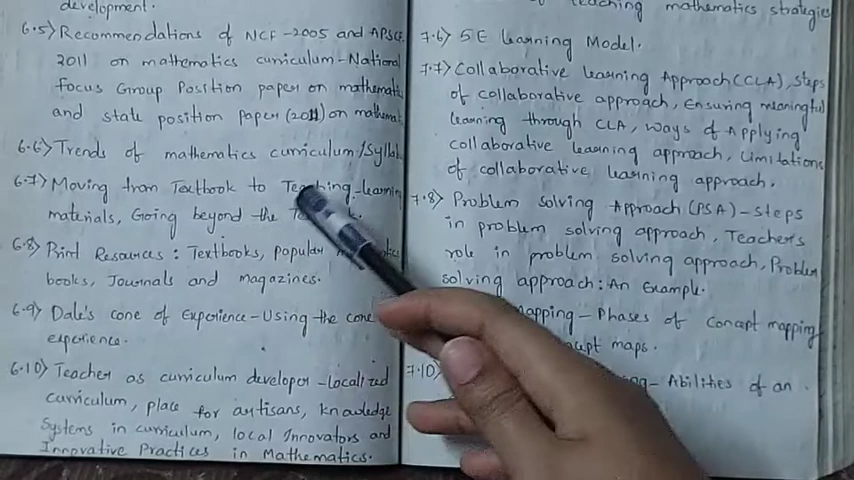 development.
6.5) Recommendations of NCF-2005 and APSCF
2011 on mathematics curriculum-National
Focus Group Position paper on mathematic
and state position paper (2011) on mathemat
6.6) Trends of mathematics curriculum/Syllab
6.7) Moving from Textbook to Teaching-learning
materials, Going beyond the
6.8) Print Resources: Textbooks, popular
books, Journals and magazines.
6.9) Dale's cone of Experience-Using the cone
experience.
6.10) Teacher as curriculum developer-localized
curriculum, place for artisans, knowledge
Systems in curriculum, local Innovators and
Innovative Practices in Mathematics.
of teaching mathematics strategies
7.6) 5E learning Model.
7.7) Collaborative learning Approach (CLA), steps
of collaborative approach, Ensuring meaningful
learning through CLA, ways of Applying
collaborative learning approach, Limitations
of collaborative learning approach.
7.8) Problem solving Approach (PSA)-steps
in problem solving approach, Teacher's
role in problem solving approach, Problem
solving approach: An Example.
Mapping-Phases of concept mapping
concept maps.
7.10) - Abilities of an